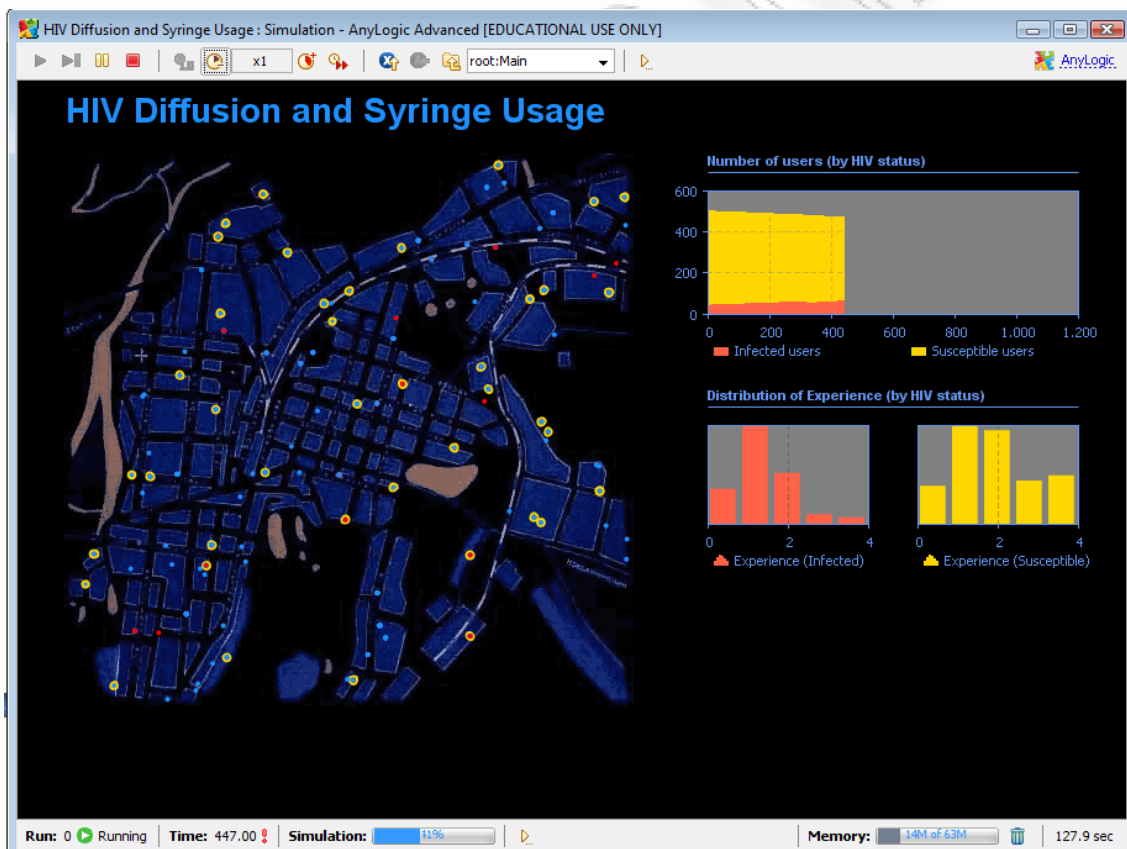 HIV Diffusion and Syringe Usage : Simulation - AnyLogic Advanced [EDUCATIONAL USE ONLY]
x1
root:Main
AnyLogic
HIV Diffusion and Syringe Usage
Number of users (by HIV status)
600
400
200
0
0 200 400 600 800 1.000 1.200
Infected users Susceptible users
Distribution of Experience (by HIV status)
0 2 4 0 2 4
Experience (Infected) Experience (Susceptible)
Run: 0 Running Time: 447.00 Simulation: 41% Memory: 14M of 63M 127.9 sec